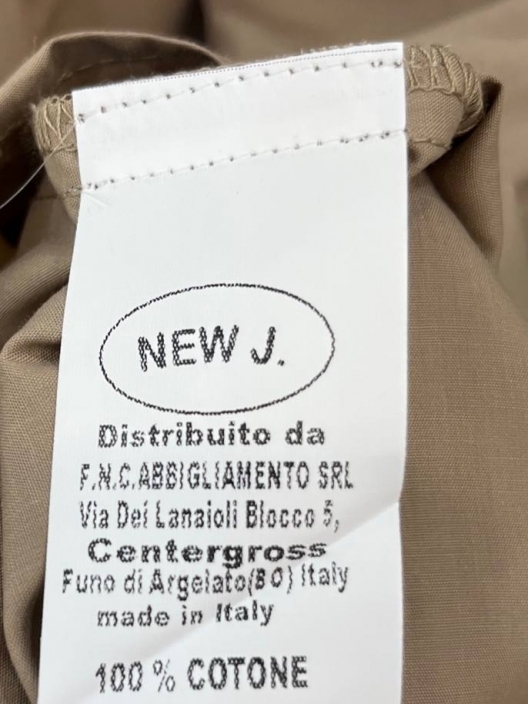 NEW J.
Distribuito da
F.N.C.ABBIGLIAMENTO SRL
Via Dei Lanaioli Blocco 5,
Centergross
Funo di Argelato(BO) Italy
made in Italy
100 % COTONE